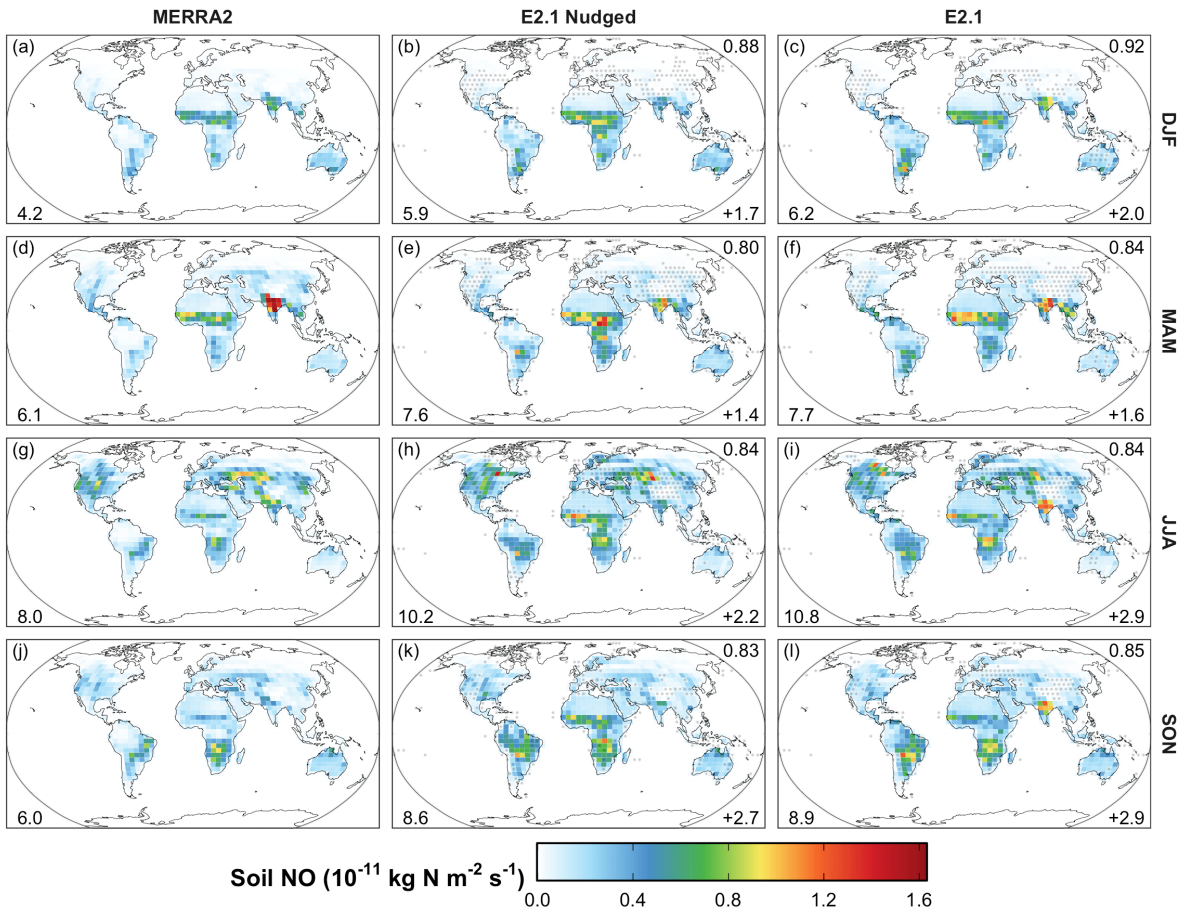 MERRA2 E2.1 Nudged E2.1
(a) (b) 0.88 (c) 0.92
DJF
4.2 5.9 +1.7 6.2 +2.0
(d) (e) 0.80 (f) 0.84
MAM
6.1 7.6 +1.4 7.7 +1.6
(g) (h) 0.84 (i) 0.84
JJA
8.0 10.2 +2.2 10.8 +2.9
(j) (k) 0.83 (l) 0.85
SON
6.0 8.6 +2.7 8.9 +2.9
Soil NO (10⁻¹¹ kg N m⁻² s⁻¹)
0.0 0.4 0.8 1.2 1.6